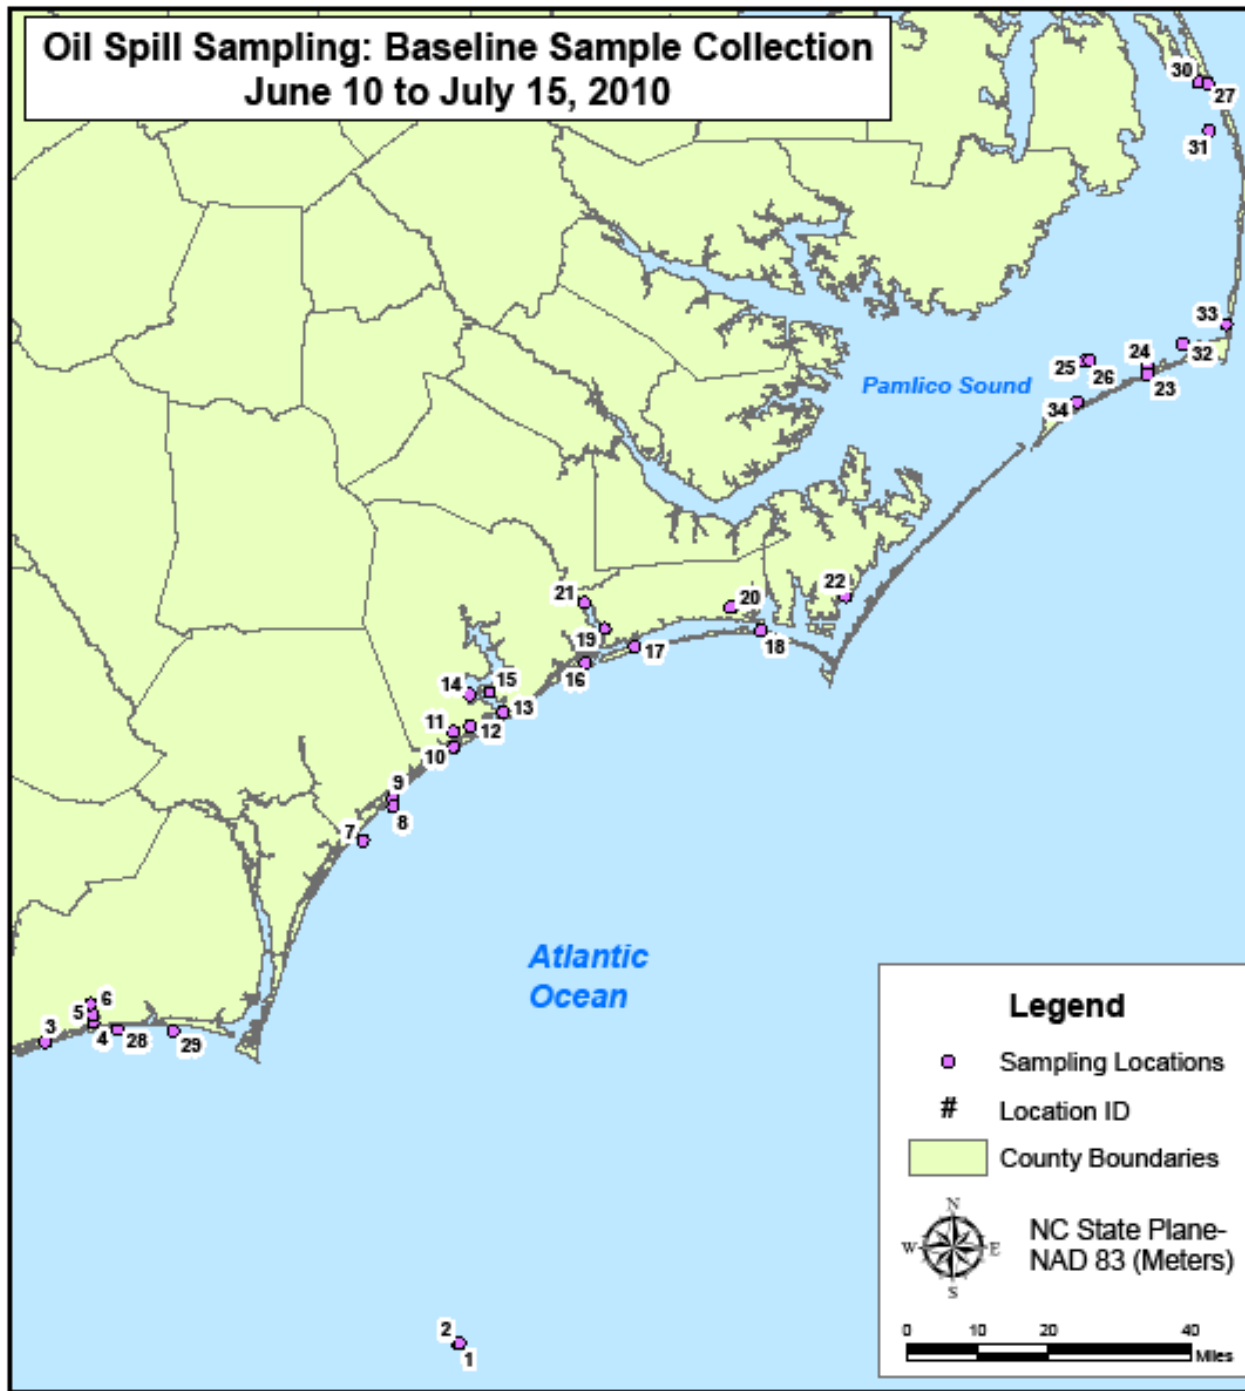 Oil Spill Sampling: Baseline Sample Collection
June 10 to July 15, 2010
30
27
31
33
24
32
25
26
23
34
Pamlico Sound
22
21
20
19
18
17
16
15
14
13
11
12
10
9
8
7
Atlantic
Ocean
6
5
3
4
28
29
2
1
Legend
Sampling Locations
# Location ID
County Boundaries
N
W E
S
NC State Plane-
NAD 83 (Meters)
0 10 20 40
Miles